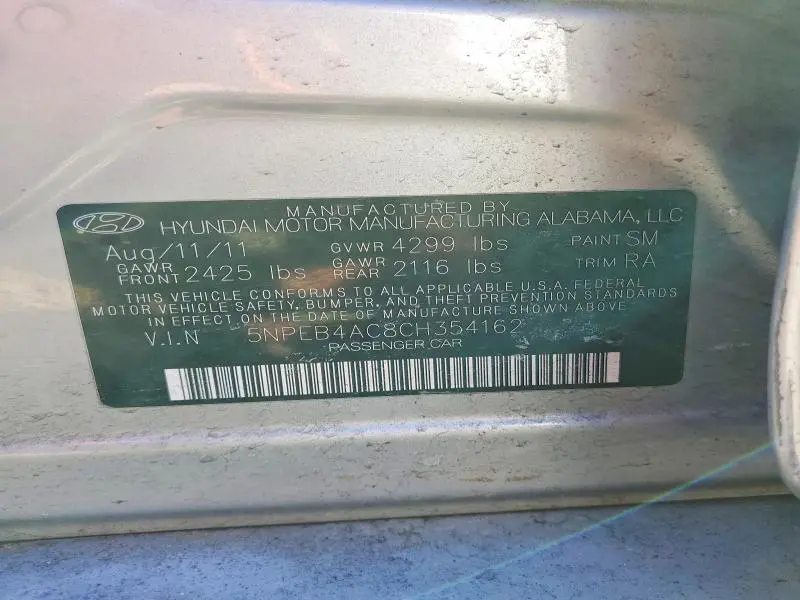 MANUFACTURED BY
HYUNDAI MOTOR MANUFACTURING ALABAMA, LLC
Aug/11/11 GVWR 4299 lbs PAINT SM
GAWR FRONT 2425 lbs GAWR REAR 2116 lbs TRIM RA
THIS VEHICLE CONFORMS TO ALL APPLICABLE U.S.A. FEDERAL
MOTOR VEHICLE SAFETY, BUMPER, AND THEFT PREVENTION STANDARDS
IN EFFECT ON THE DATE OF MANUFACTURE SHOWN ABOVE
V.I.N 5NPEB4AC8CH354162
PASSENGER CAR